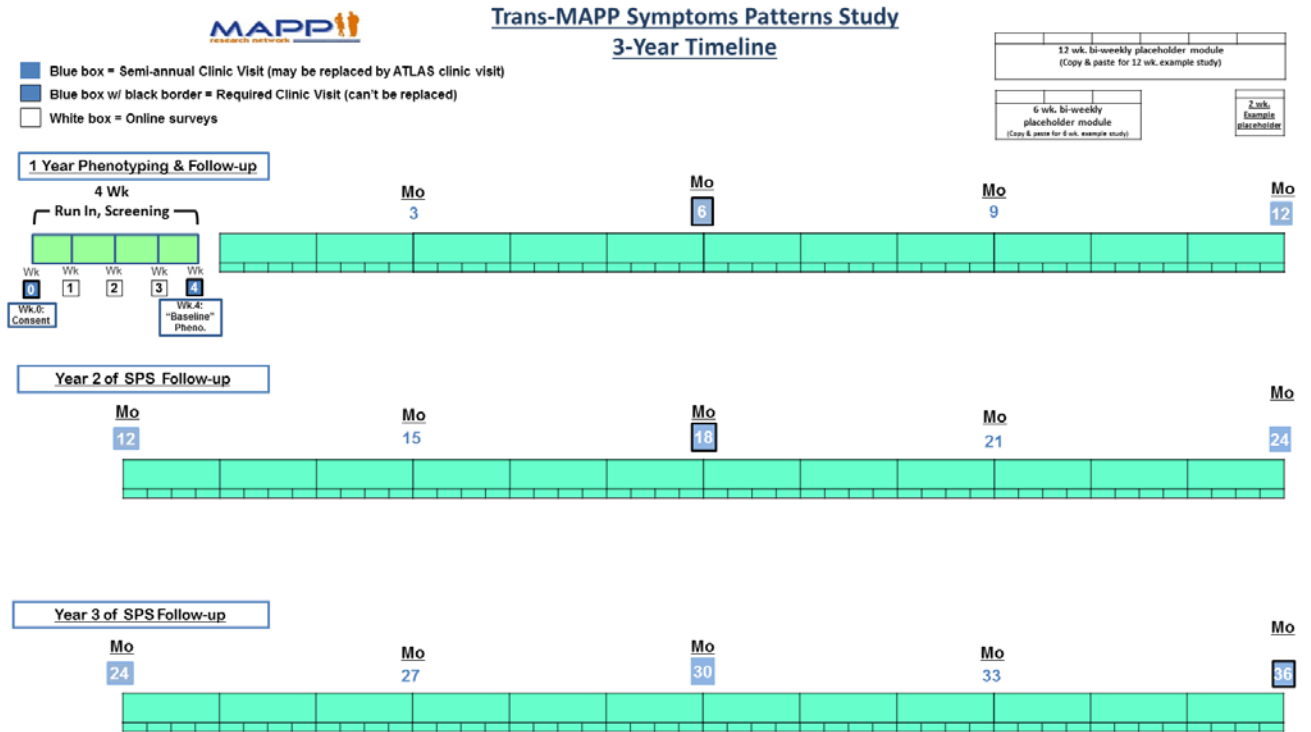 MAPP
research network
Trans-MAPP Symptoms Patterns Study
3-Year Timeline
Blue box = Semi-annual Clinic Visit (may be replaced by ATLAS clinic visit)
Blue box w/ black border = Required Clinic Visit (can't be replaced)
White box = Online surveys
12 wk. bi-weekly placeholder module
(Copy & paste for 12 wk. example study)
6 wk. bi-weekly
placeholder module
(Copy & paste for 6 wk. example study)
2 wk.
Example
placeholder
1 Year Phenotyping & Follow-up
4 Wk
Run In, Screening
Mo Mo Mo Mo
3 6 9 12
Wk Wk Wk Wk Wk
0 1 2 3 4
Wk.0:
Consent
Wk.4:
"Baseline"
Pheno.
Year 2 of SPS Follow-up
Mo Mo Mo Mo Mo
12 15 18 21 24
Year 3 of SPS Follow-up
Mo Mo Mo Mo Mo
24 27 30 33 36